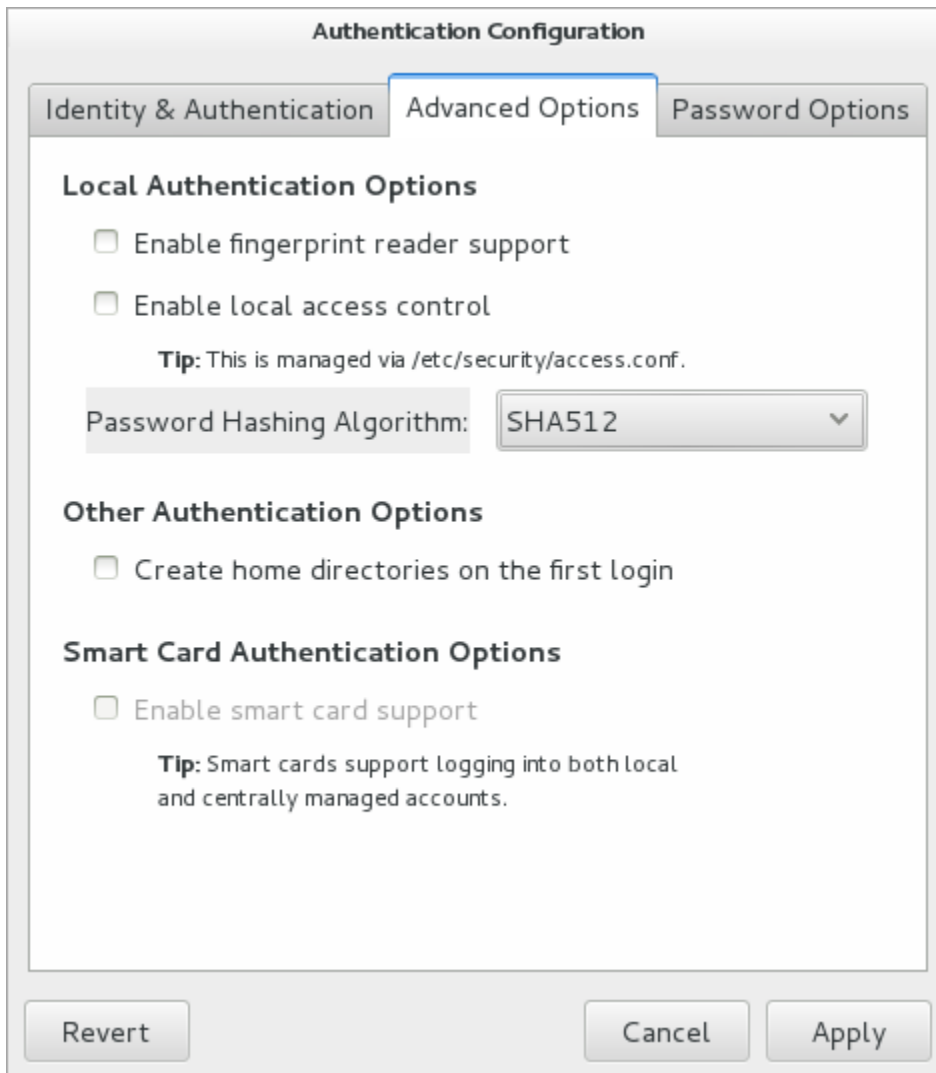 Authentication Configuration
Identity & Authentication
Advanced Options
Password Options
Local Authentication Options
Enable fingerprint reader support
Enable local access control
Tip: This is managed via /etc/security/access.conf.
Password Hashing Algorithm: SHA512
Other Authentication Options
Create home directories on the first login
Smart Card Authentication Options
Enable smart card support
Tip: Smart cards support logging into both local
and centrally managed accounts.
Revert Cancel Apply